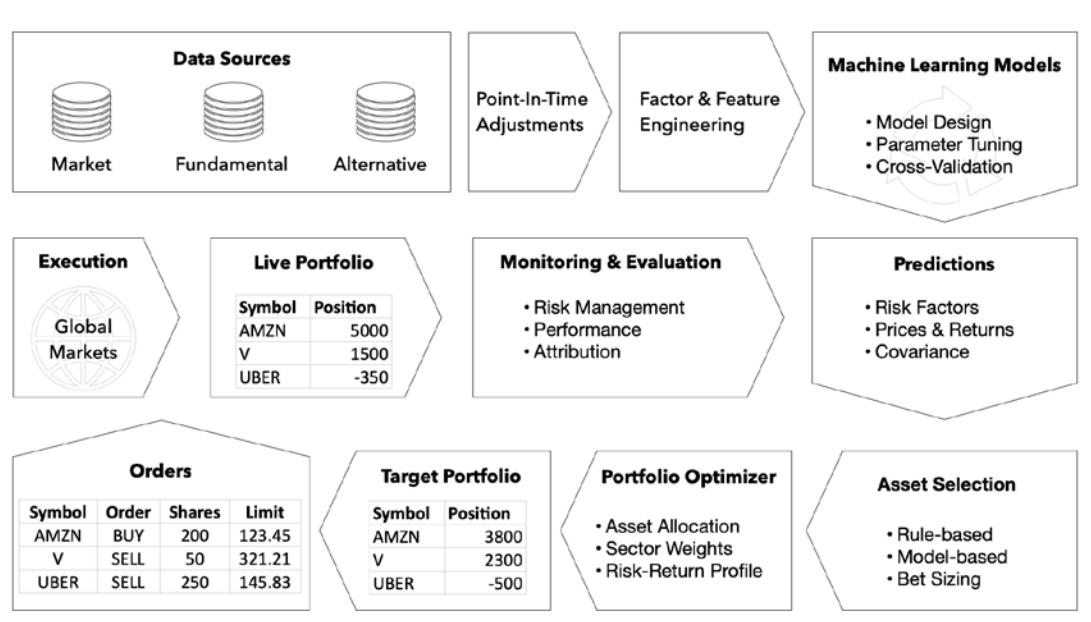 Data Sources
Market
Fundamental
Alternative
Point-In-Time
Adjustments
Factor & Feature
Engineering
Machine Learning Models
• Model Design
• Parameter Tuning
• Cross-Validation
Execution
Global
Markets
Live Portfolio
Symbol Position
AMZN 5000
V 1500
UBER -350
Monitoring & Evaluation
• Risk Management
• Performance
• Attribution
Predictions
• Risk Factors
• Prices & Returns
• Covariance
Orders
Symbol Order Shares Limit
AMZN BUY 200 123.45
V SELL 50 321.21
UBER SELL 250 145.83
Target Portfolio
Symbol Position
AMZN 3800
V 2300
UBER -500
Portfolio Optimizer
• Asset Allocation
• Sector Weights
• Risk-Return Profile
Asset Selection
• Rule-based
• Model-based
• Bet Sizing